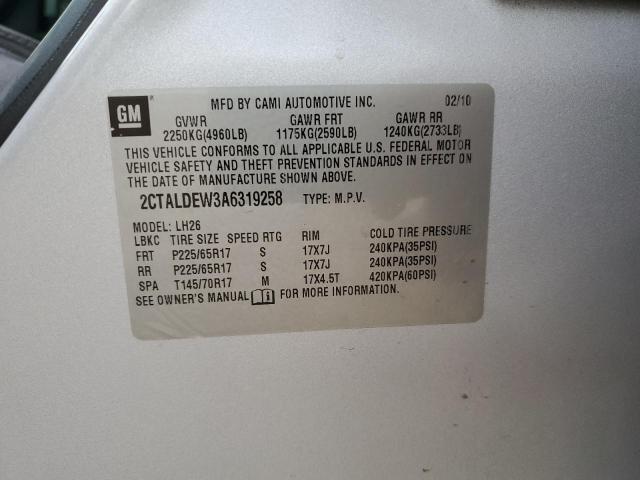 GM
MFD BY CAMI AUTOMOTIVE INC. 02/10
GVWR GAWR FRT GAWR RR
2250KG(4960LB) 1175KG(2590LB) 1240KG(2733LB)
THIS VEHICLE CONFORMS TO ALL APPLICABLE U.S. FEDERAL MOTOR
VEHICLE SAFETY AND THEFT PREVENTION STANDARDS IN EFFECT ON
THE DATE OF MANUFACTURE SHOWN ABOVE.
2CTALDEW3A6319258 TYPE: M.P.V.
MODEL: LH26
LBKC TIRE SIZE SPEED RTG RIM COLD TIRE PRESSURE
FRT P225/65R17 S 17X7J 240KPA(35PSI)
RR P225/65R17 S 17X7J 240KPA(35PSI)
SPA T145/70R17 M 17X4.5T 420KPA(60PSI)
SEE OWNER'S MANUAL FOR MORE INFORMATION.